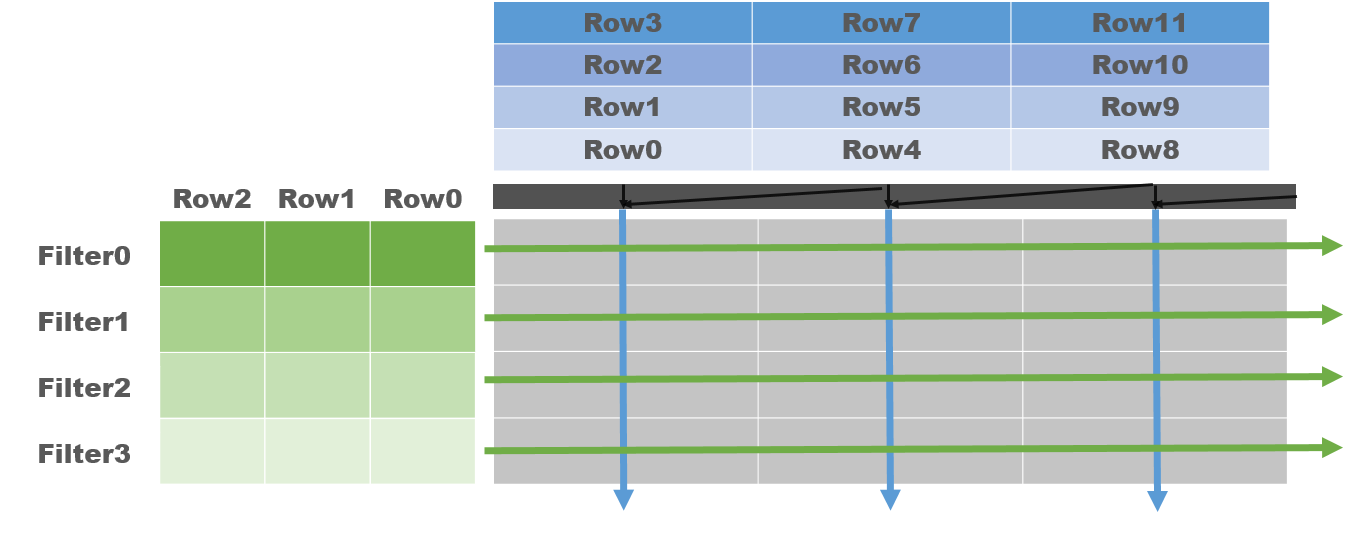 Row3 Row7 Row11
Row2 Row6 Row10
Row1 Row5 Row9
Row0 Row4 Row8
Row2 Row1 Row0
Filter0
Filter1
Filter2
Filter3